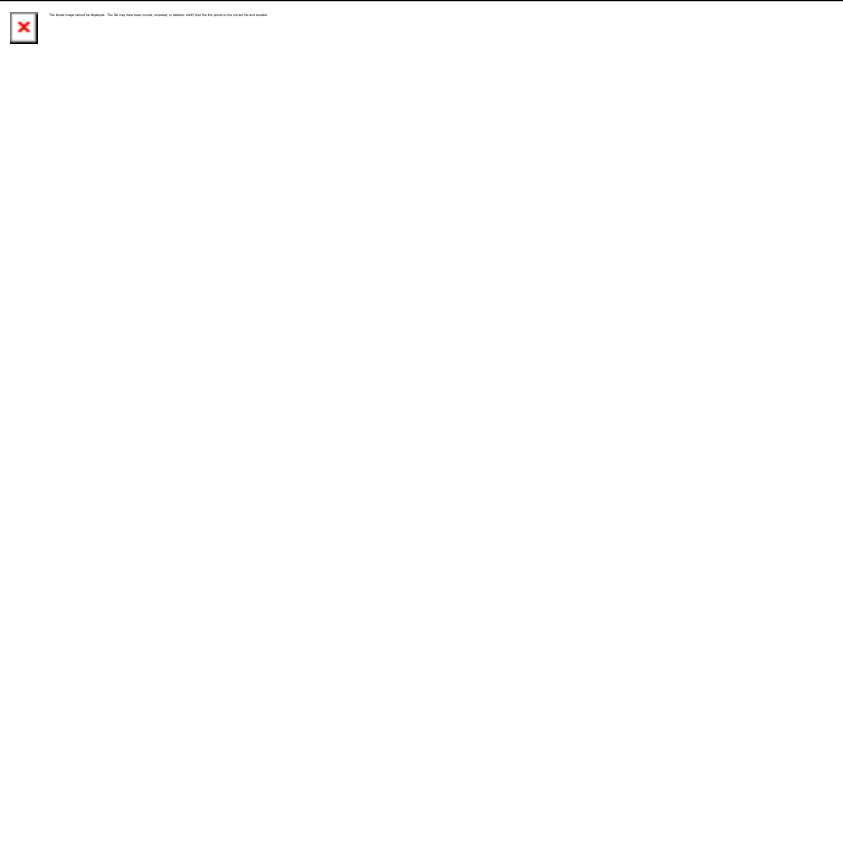 The linked image cannot be displayed.  The file may have been moved, renamed, or deleted. Verify that the link points to the correct file and location.